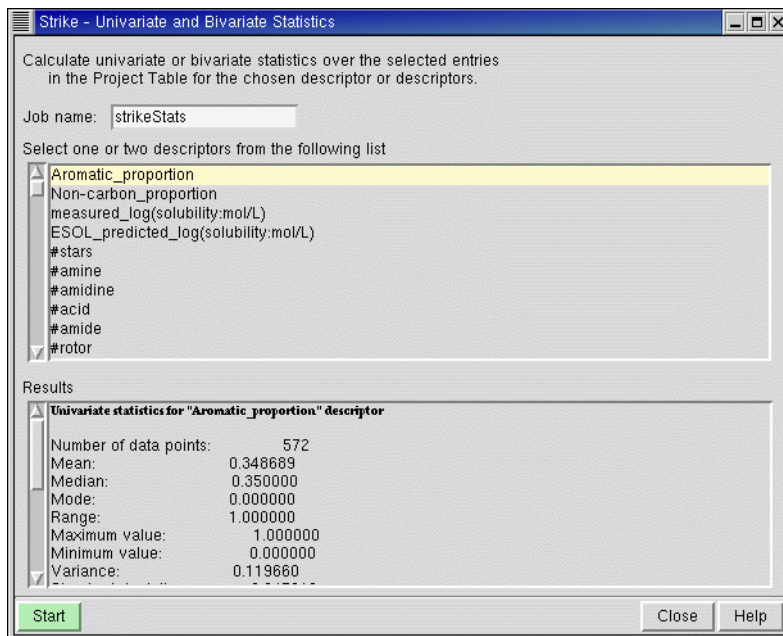 Strike - Univariate and Bivariate Statistics
Calculate univariate or bivariate statistics over the selected entries
in the Project Table for the chosen descriptor or descriptors.
Job name: strikeStats
Select one or two descriptors from the following list
Aromatic_proportion
Non-carbon_proportion
measured_log(solubility:mol/L)
ESOL_predicted_log(solubility:mol/L)
#stars
#amine
#amidine
#acid
#amide
#rotor
Results
Univariate statistics for "Aromatic_proportion" descriptor
Number of data points: 572
Mean: 0.348689
Median: 0.350000
Mode: 0.000000
Range: 1.000000
Maximum value: 1.000000
Minimum value: 0.000000
Variance: 0.119660
Start Close Help